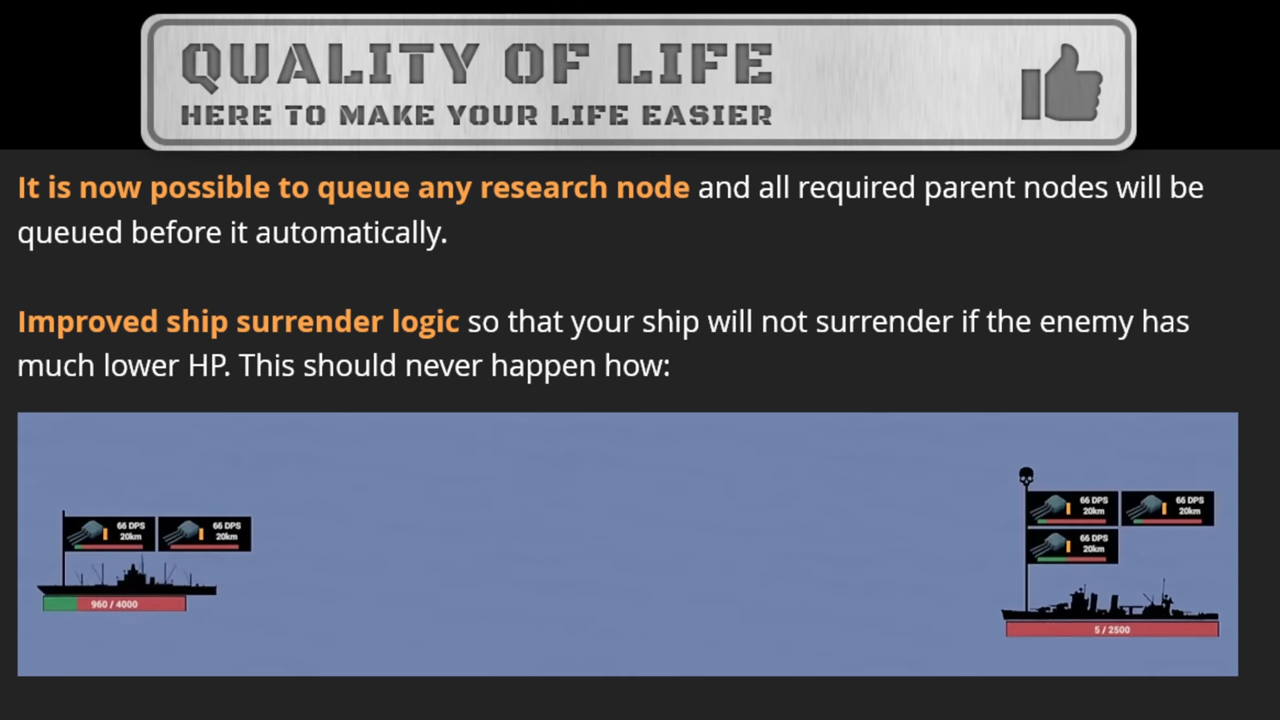 QUALITY OF LIFE
HERE TO MAKE YOUR LIFE EASIER
It is now possible to queue any research node and all required parent nodes will be
queued before it automatically.
Improved ship surrender logic so that your ship will not surrender if the enemy has
much lower HP. This should never happen how:
66 DPS
20km
66 DPS
20km
960 / 4000
66 DPS
20km
66 DPS
20km
66 DPS
20km
5 / 2500